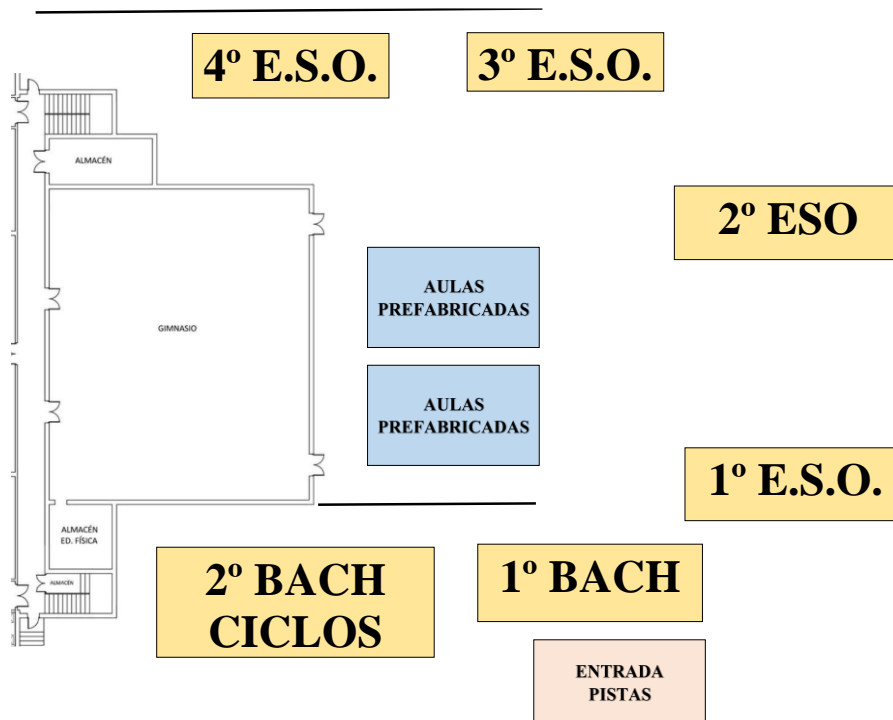 4º E.S.O.
3º E.S.O.
ALMACÉN
2º ESO
AULAS
PREFABRICADAS
GIMNASIO
AULAS
PREFABRICADAS
1º E.S.O.
ALMACÉN
ED. FÍSICA
2º BACH
CICLOS
1º BACH
ALMACÉN
ENTRADA
PISTAS